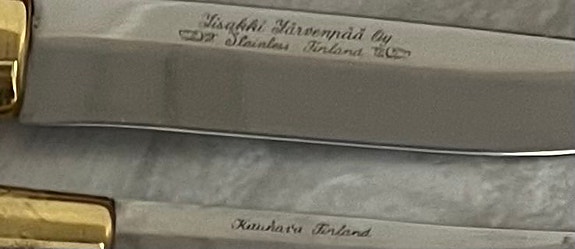 Iisakki Järvenpää Oy
Stainless Finland
Kauhava Finland